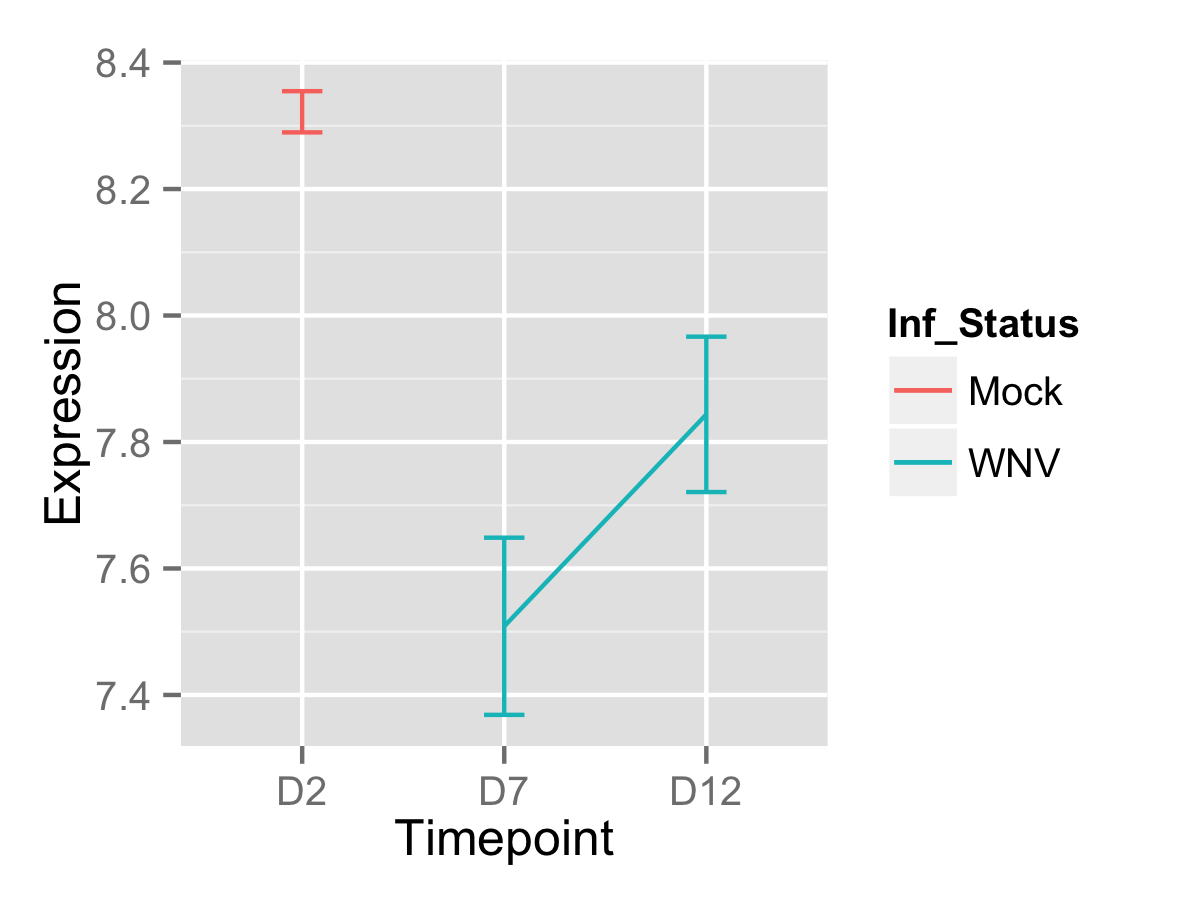 8.4
8.2
8.0
7.8
7.6
7.4
Expression
D2 D7 D12
Timepoint
Inf_Status
Mock
WNV